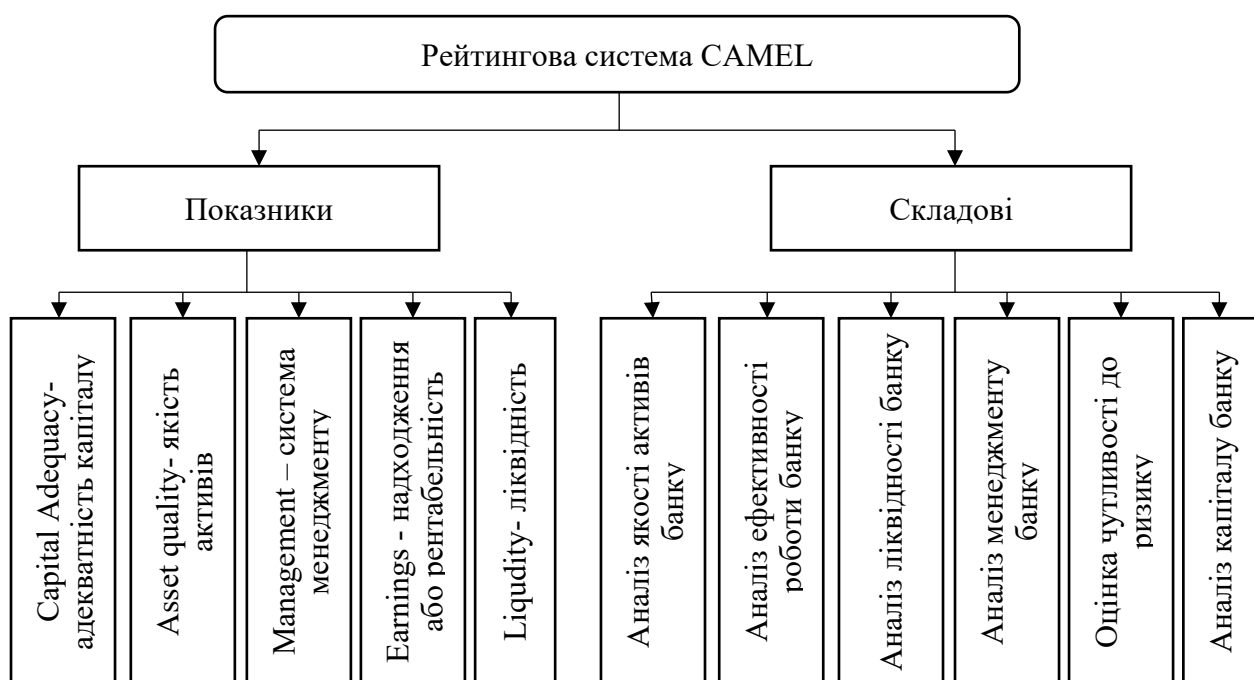 Рейтингова система CAMEL
Показники
Складові
Capital Adequacy-
адекватність капіталу
Asset quality- якість
активів
Management – система
менеджменту
Earnings - надходження
або рентабельність
Liqudity- ліквідність
Аналіз якості активів
банку
Аналіз ефективності
роботи банку
Аналіз ліквідності банку
Аналіз менеджменту
банку
Оцінка чутливості до
ризику
Аналіз капіталу банку